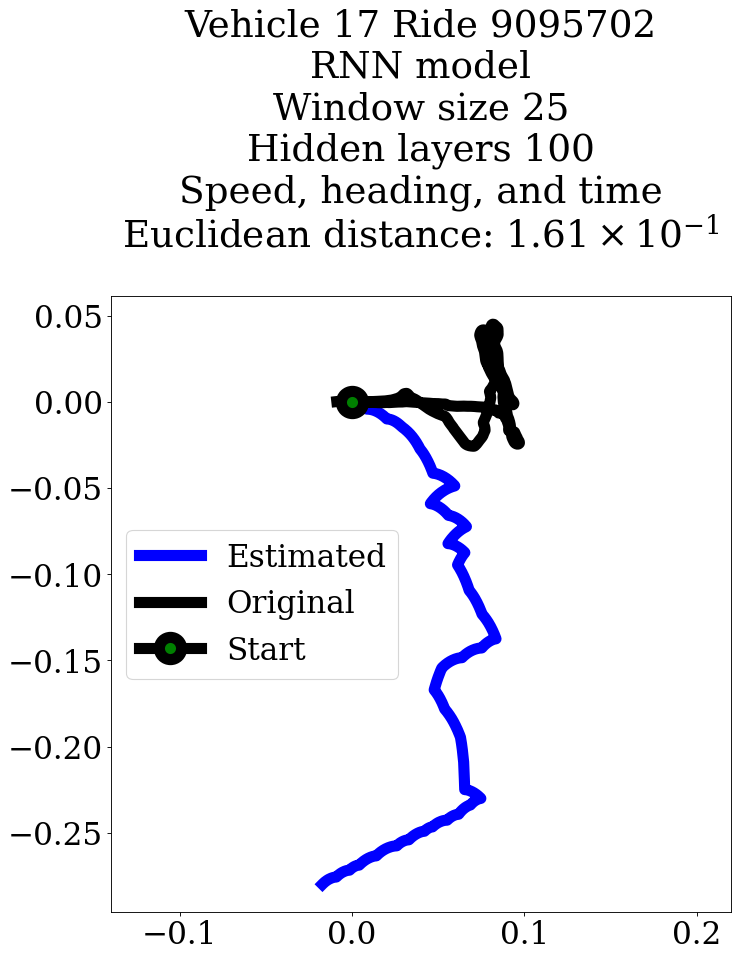 Vehicle 17 Ride 9095702
RNN model
Window size 25
Hidden layers 100
Speed, heading, and time
Euclidean distance: 1.61 × 10⁻¹
0.05
0.00
−0.05
−0.10
−0.15
−0.20
−0.25
Estimated
Original
Start
−0.1
0.0
0.1
0.2